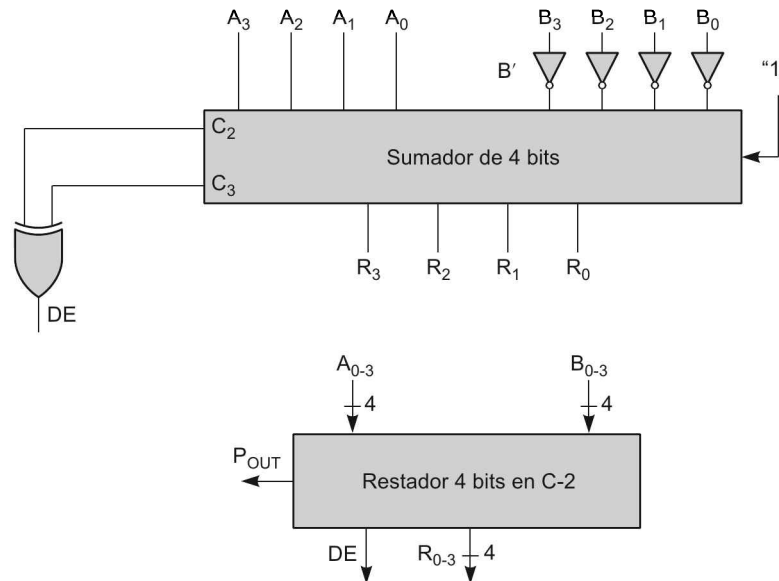 A₃ A₂ A₁ A₀ B₃ B₂ B₁ B₀
B′ “1
C₂
Sumador de 4 bits
C₃
R₃ R₂ R₁ R₀
DE
A₀₋₃ B₀₋₃
4 4
P_OUT
Restador 4 bits en C-2
DE R₀₋₃ 4